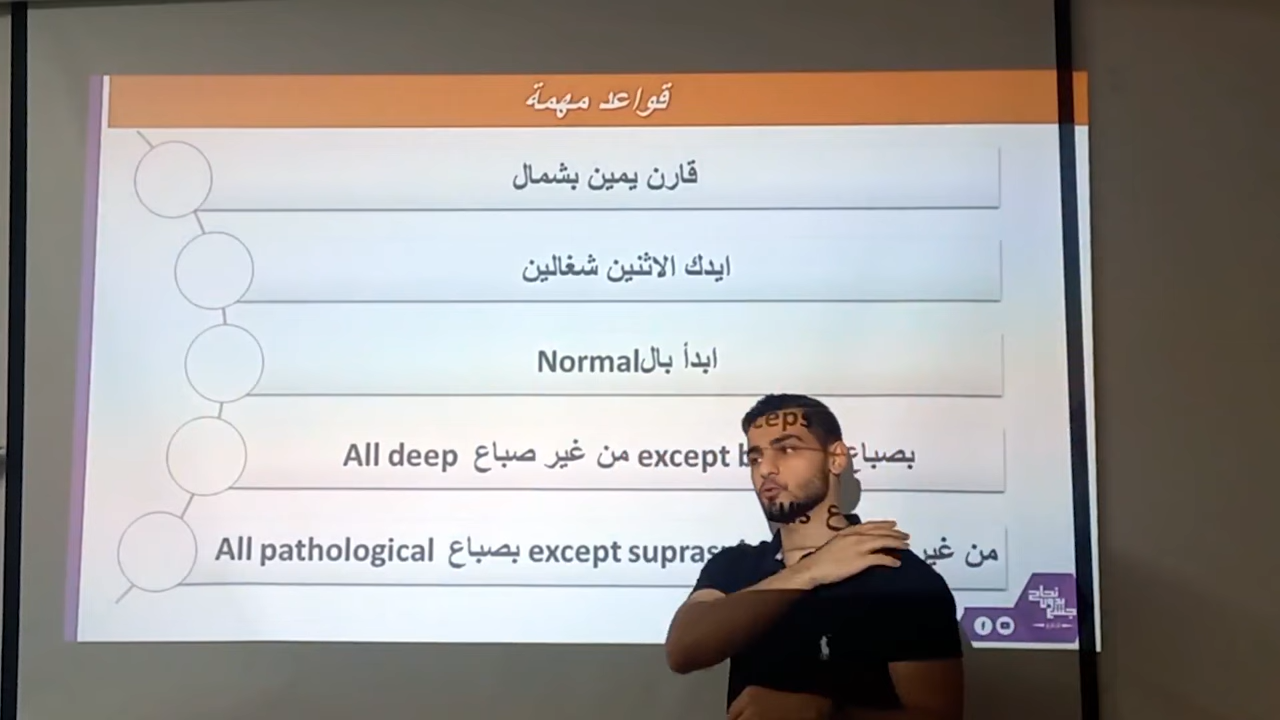 قواعد مهمة
قارن يمين بشمال
ايدك الاثنين شغالين
ابدأ بالNormal
All deep من غير صباع except بصباع
All pathological بصباع except من غير
نجاح